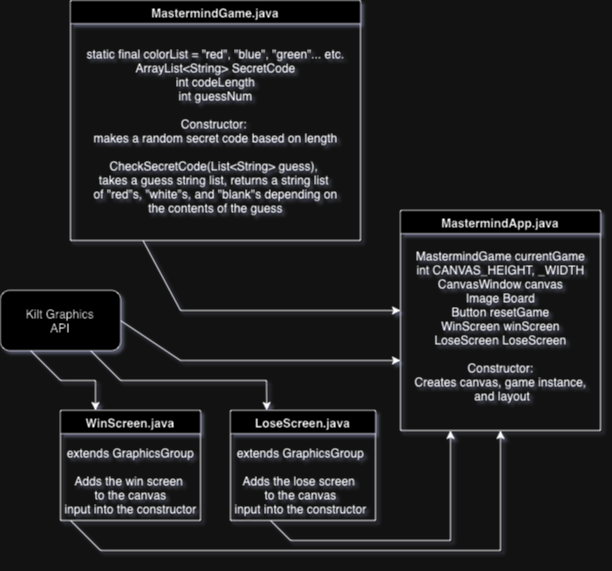 MastermindGame.java
static final colorList = "red", "blue", "green"... etc.
ArrayList<String> SecretCode
int codeLength
int guessNum
Constructor:
makes a random secret code based on length
CheckSecretCode(List<String> guess),
takes a guess string list, returns a string list
of "red"s, "white"s, and "blank"s depending on
the contents of the guess
MastermindApp.java
MastermindGame currentGame
int CANVAS_HEIGHT, _WIDTH
CanvasWindow canvas
Image Board
Button resetGame
WinScreen winScreen
LoseScreen LoseScreen
Constructor:
Creates canvas, game instance,
and layout
Kilt Graphics
API
WinScreen.java
extends GraphicsGroup
Adds the win screen
to the canvas
input into the constructor
LoseScreen.java
extends GraphicsGroup
Adds the lose screen
to the canvas
input into the constructor